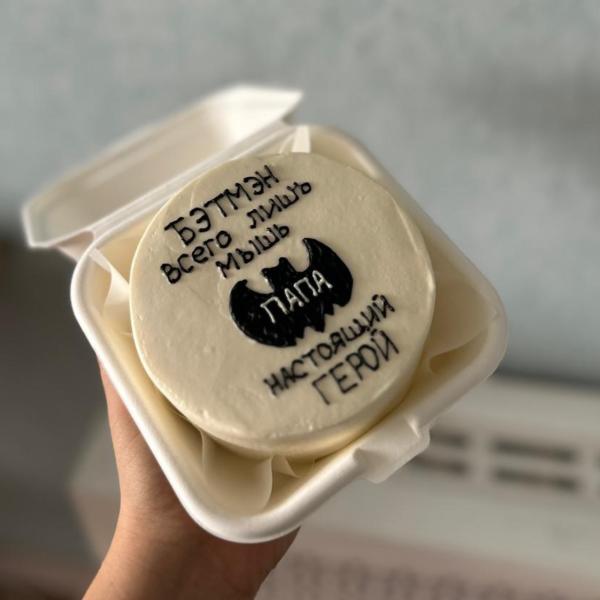 БЭТМЭН
всего лишь
мышь
ПАПА
НАСТОЯЩИЙ
ГЕРОЙ